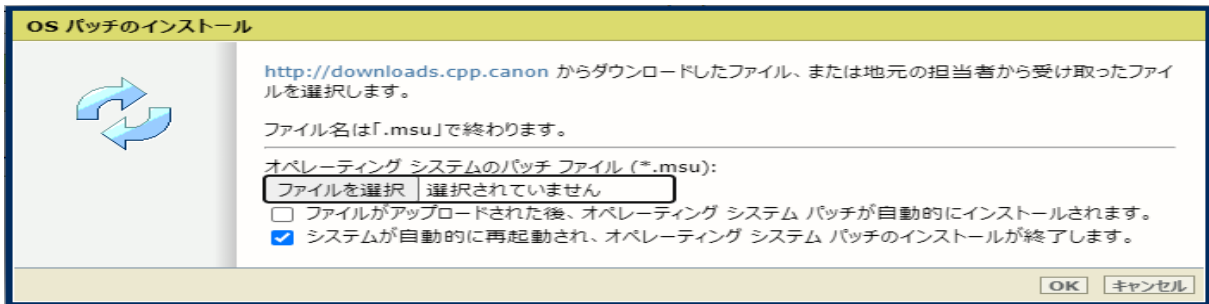 OS パッチのインストール
http://downloads.cpp.canon からダウンロードしたファイル、または地元の担当者から受け取ったファイ
ルを選択します。
ファイル名は「.msu」で終わります。
オペレーティング システムのパッチ ファイル (*.msu):
ファイルを選択 選択されていません
ファイルがアップロードされた後、オペレーティング システム パッチが自動的にインストールされます。
システムが自動的に再起動され、オペレーティング システム パッチのインストールが終了します。
OK キャンセル